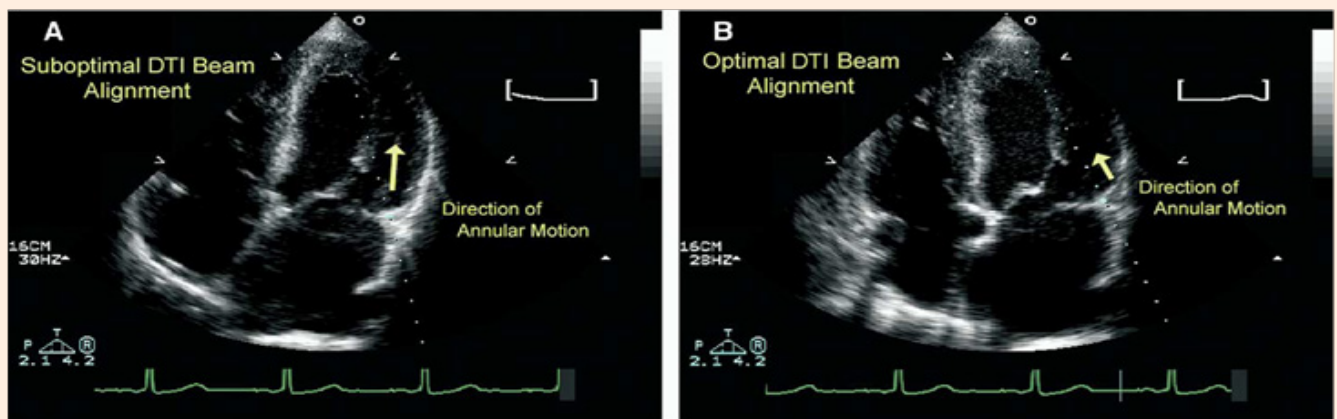 A
Suboptimal DTI Beam
Alignment
Direction of
Annular Motion
16CM
30HZ
T
P R
2.1 4.2
B
Optimal DTI Beam
Alignment
Direction of
Annular Motion
16CM
28HZ
T
P R
2.1 4.2